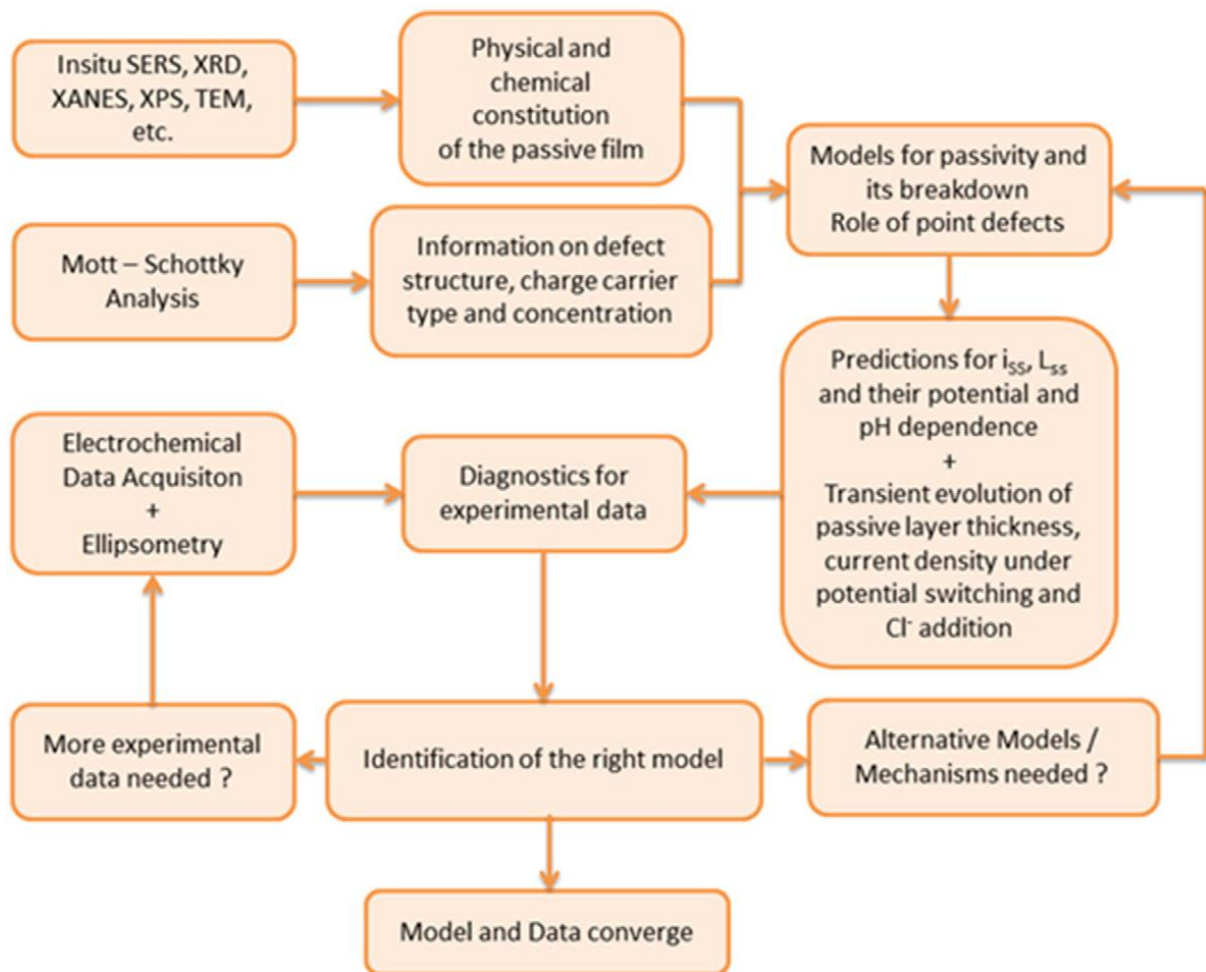 Insitu SERS, XRD,
XANES, XPS, TEM,
etc.
Physical and
chemical
constitution
of the passive film
Models for passivity and
its breakdown
Role of point defects
Mott – Schottky
Analysis
Information on defect
structure, charge carrier
type and concentration
Predictions for iSS, Lss
and their potential and
pH dependence
+
Transient evolution of
passive layer thickness,
current density under
potential switching and
Cl- addition
Electrochemical
Data Acquisiton
+
Ellipsometry
Diagnostics for
experimental data
More experimental
data needed ?
Identification of the right model
Alternative Models /
Mechanisms needed ?
Model and Data converge